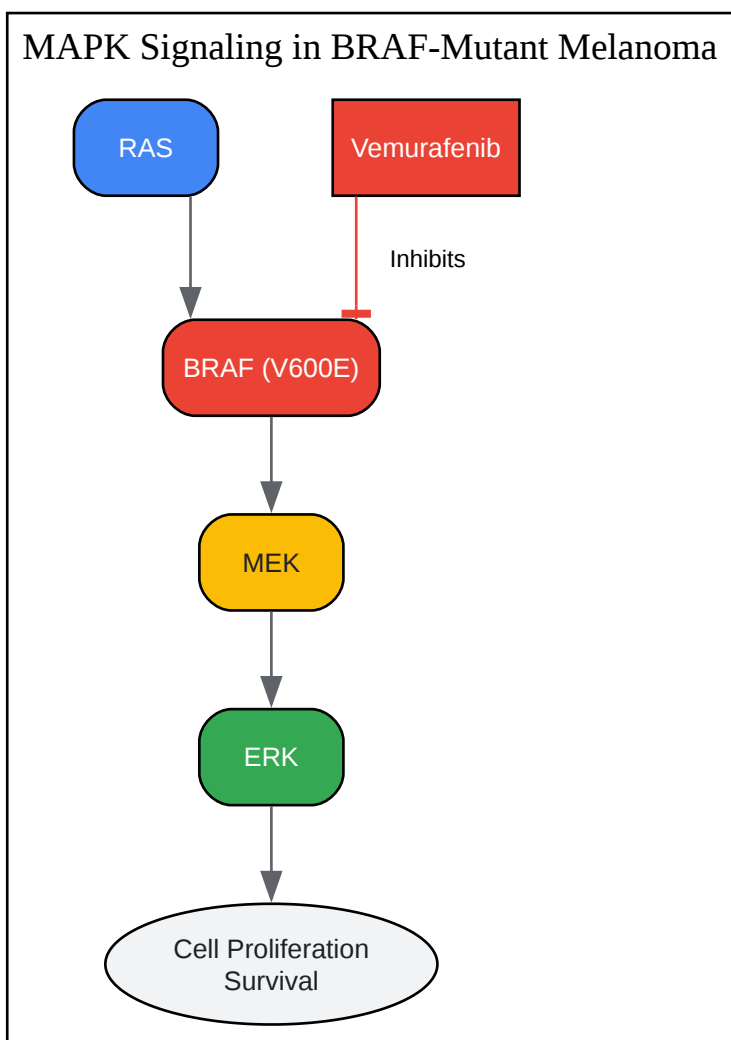 MAPK Signaling in BRAF-Mutant Melanoma
RAS
Vemurafenib
Inhibits
BRAF (V600E)
MEK
ERK
Cell Proliferation
Survival